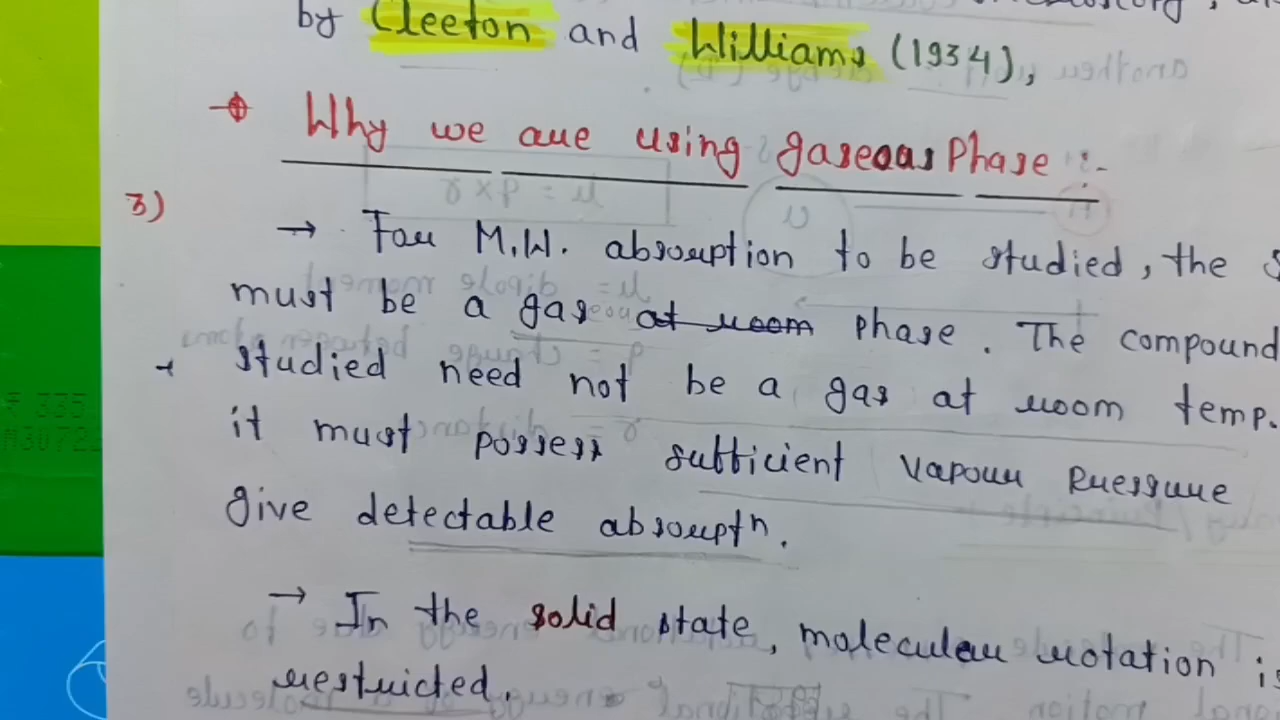 by Cleeton and Williams (1934),
Why we are using gaseous Phase :-
3)
→ For M.W. absorption to be studied, the
must be a gaseous at room phase. The compound
studied need not be a gas at room temp.
it must possess sufficient vapour Pressure
give detectable absorptⁿ.
→ In the solid state, molecular rotation is
restricted.